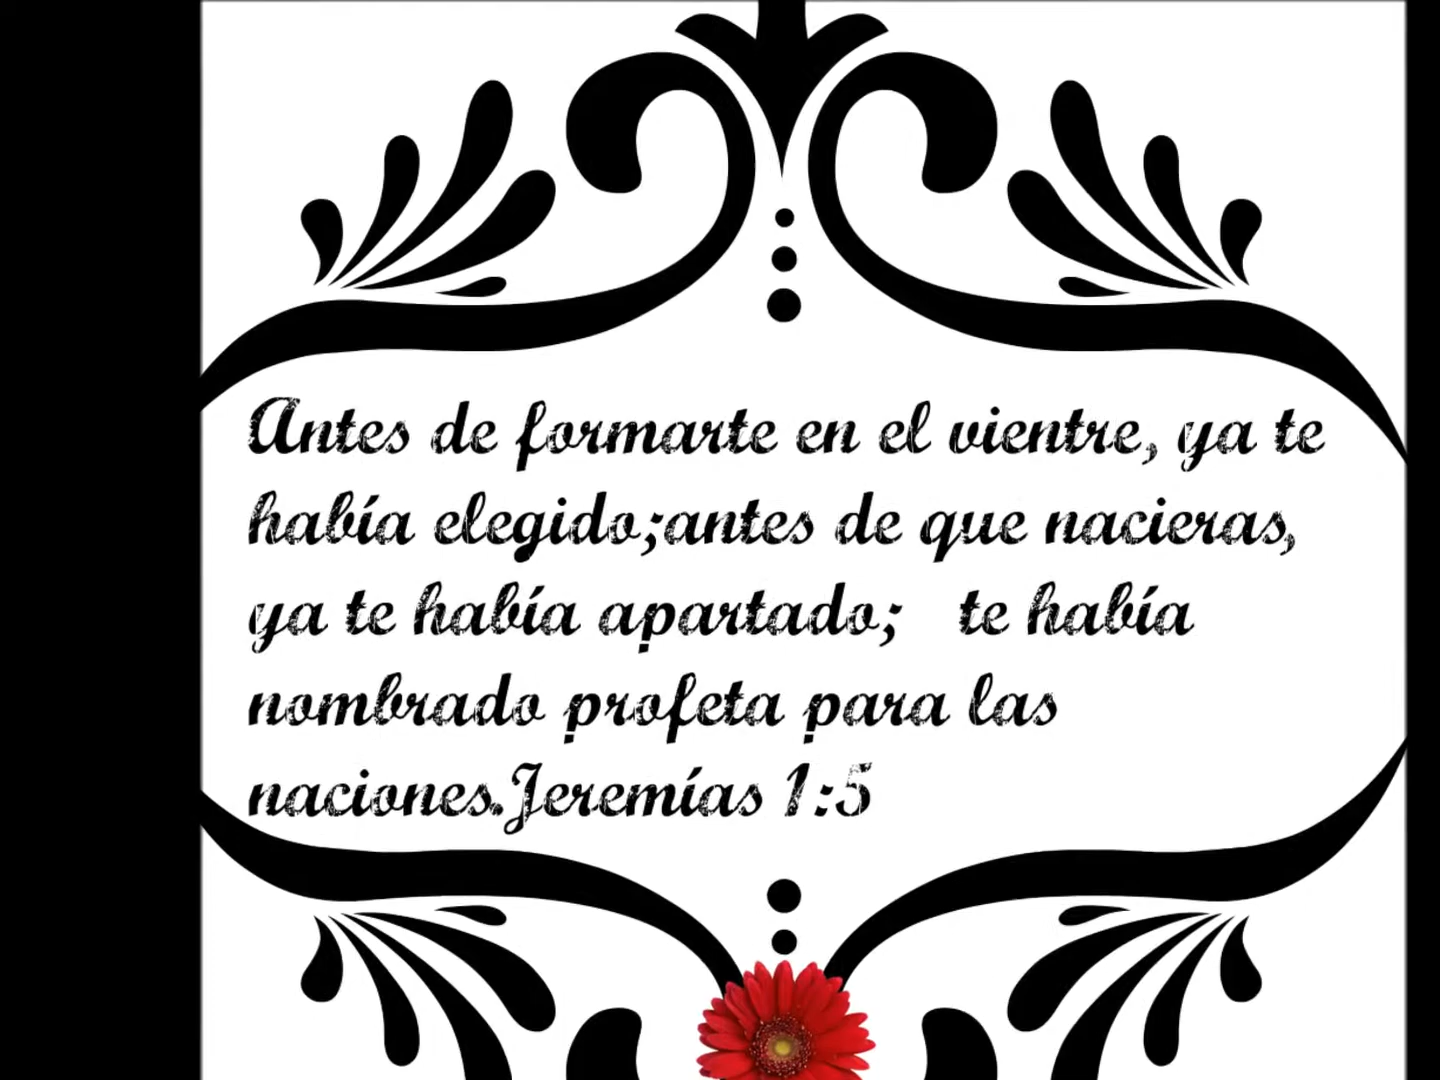 Antes de formarte en el vientre, ya te
había elegido;antes de que nacieras,
ya te había apartado; te había
nombrado profeta para las
naciones.Jeremías 1:5